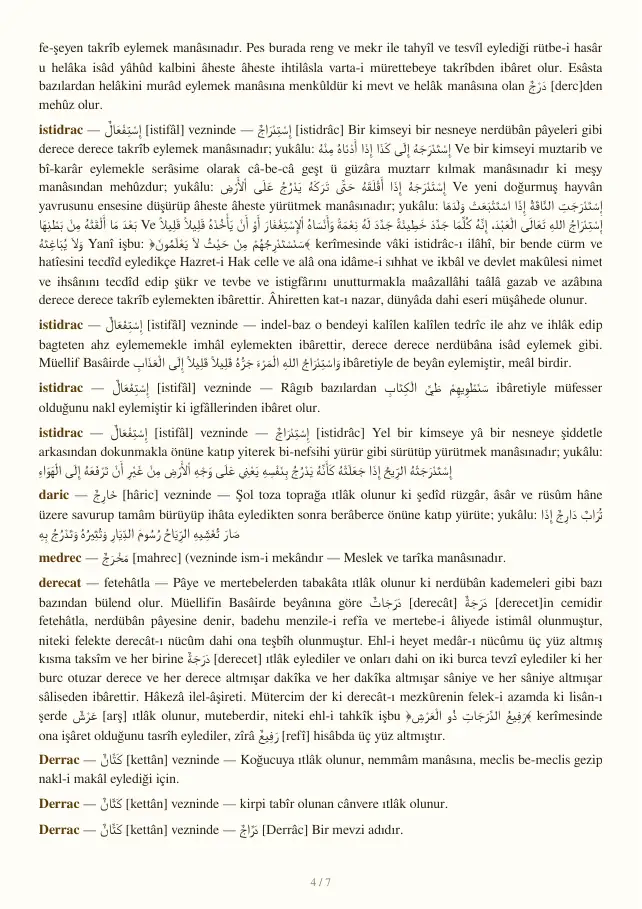 fe-şeyen takrîb eylemek manâsınadır. Pes burada reng ve mekr ile tahyîl ve tesvîl eylediği rütbe-i hasâr
u helâka isâd yâhûd kalbini âheste âheste ihtilâsla varta-i mürettebeye takrîbden ibâret olur. Esâsta
bazılardan helâkini murâd eylemek manâsına menkûldür ki mevt ve helâk manâsına olan دَرَجٌ [derc]den
mehûz olur.
istidrac — إِسْتِفْعَالٌ [istifâl] vezninde — إِسْتِدْرَاجٌ [istidrâc] Bir kimseyi bir nesneye nerdübân pâyeleri gibi
derece derece takrîb eylemek manâsınadır; yukâlu: إِسْتَدْرَجَهُ إِلَى كَذَا إِذَا أَدْنَاهُ مِنْهُ Ve bir kimseyi muztarib ve
bî-karâr eylemekle serâsime olarak câ-be-câ geşt ü güzâra muztarr kılmak manâsınadır ki meşy
manâsından mehûzdur; yukâlu: إِسْتَدْرَجَهُ إِذَا أَقْلَقَهُ حَتَّى تَرَكَهُ يَدْرُجُ عَلَى اْلأَرْضِ Ve yeni doğurmuş hayvân
yavrusunu ensesine düşürüp âheste âheste yürütmek manâsınadır; yukâlu: إِسْتَدْرَجَتِ النَّاقَةُ إِذَا اسْتَتْبَعَتْ وَلَدَهَا
بَعْدَ مَا أَلْقَتْهُ مِنْ بَطْنِهَا Ve إِسْتِدْرَاجُ اللهِ تَعَالَى الْعَبْدَ، إِنَّهُ كُلَّمَا جَدَّدَ خَطِيئَةً جَدَّدَ لَهُ نِعْمَةً وَأَنْسَاهُ اْلإِسْتِغْفَارَ أَوْ أَنْ يَأْخُذَهُ قَلِيلاً قَلِيلاً
وَلاَ يُبَاغِتَهُ Yanî işbu: ﴿سَنَسْتَدْرِجُهُمْ مِنْ حَيْثُ لاَ يَعْلَمُونَ﴾ kerîmesinde vâki istidrâc-ı ilâhî, bir bende cürm ve
hatîesini tecdîd eyledikçe Hazret-i Hak celle ve alâ ona idâme-i sıhhat ve ikbâl ve devlet makûlesi nimet
ve ihsânını tecdîd edip şükr ve tevbe ve istigfârını unutturmakla maâzallâhi taâlâ gazab ve azâbına
derece derece takrîb eylemekten ibârettir. Âhiretten kat-ı nazar, dünyâda dahi eseri müşâhede olunur.
istidrac — إِسْتِفْعَالٌ [istifâl] vezninde — indel-baz o bendeyi kalîlen kalîlen tedrîc ile ahz ve ihlâk edip
bagteten ahz eylememekle imhâl eylemekten ibârettir, derece derece nerdübâna isâd eylemek gibi.
Müellif Basâirde وَاسْتِدْرَاجُ اللهِ الْمَرْءَ جَرُّهُ قَلِيلاً قَلِيلاً إِلَى الْعَذَابِ ibâretiyle de beyân eylemiştir, meâl birdir.
istidrac — إِسْتِفْعَالٌ [istifâl] vezninde — Râgıb bazılardan سَنَطْوِيهِمْ طَيَّ الْكِتَابِ ibâretiyle müfesser
olduğunu nakl eylemiştir ki igfâllerinden ibâret olur.
istidrac — إِسْتِفْعَالٌ [istifâl] vezninde — إِسْتِدْرَاجٌ [istidrâc] Yel bir kimseye yâ bir nesneye şiddetle
arkasından dokunmakla önüne katıp yiterek bi-nefsihi yürür gibi sürütüp yürütmek manâsınadır; yukâlu:
إِسْتَدْرَجَتْهُ الرِّيحُ إِذَا جَعَلَتْهُ كَأَنَّهُ يَدْرُجُ بِنَفْسِهِ يَعْنِي عَلَى وَجْهِ اْلأَرْضِ مِنْ غَيْرِ أَنْ تَرْفَعَهُ إِلَى الْهَوَاءِ
daric — خَارِجٌ [hâric] vezninde — Şol toza toprağa ıtlâk olunur ki şedîd rüzgâr, âsâr ve rüsûm hâne
üzere savurup tamâm bürüyüp ihâta eyledikten sonra berâberce önüne katıp yürüte; yukâlu: تُرَابٌ دَارِجٌ إِذَا
صَارَ تُغَشِّيهِ الرِّيَاحُ رُسُومَ الدِّيَارِ وَتُثِيرُهُ وَتَدْرُجُ بِهِ
medrec — مَخْرَجٌ [mahrec] (vezninde ism-i mekândır — Meslek ve tarîka manâsınadır.
derecat — fetehâtla — Pâye ve mertebelerden tabakâta ıtlâk olunur ki nerdübân kademeleri gibi bazı
bazından bülend olur. Müellifin Basâirde beyânına göre دَرَجَاتٌ [derecât] دَرَجَةٌ [derecet]in cemidir
fetehâtla, nerdübân pâyesine denir, badehu menzile-i refîa ve mertebe-i âliyede istimâl olunmuştur,
niteki felekte derecât-ı nücûm dahi ona teşbîh olunmuştur. Ehl-i heyet medâr-ı nücûmu üç yüz altmış
kısma taksîm ve her birine دَرَجَةٌ [derecet] ıtlâk eylediler ve onları dahi on iki burca tevzî eylediler ki her
burc otuzar derece ve her derece altmışar dakîka ve her dakîka altmışar sâniye ve her sâniye altmışar
sâliseden ibârettir. Hâkezâ ilel-âşireti. Mütercim der ki derecât-ı mezkûrenin felek-i azamda ki lisân-ı
şerde عَرْشٌ [arş] ıtlâk olunur, muteberdir, niteki ehl-i tahkîk işbu ﴿رَفِيعُ الدَّرَجَاتِ ذُو الْعَرْشِ﴾ kerîmesinde
ona işâret olduğunu tasrîh eylediler, zîrâ رَفِيعٌ [refî] hisâbda üç yüz altmıştır.
Derrac — كَتَّانٌ [kettân] vezninde — Koğucuya ıtlâk olunur, nemmâm manâsına, meclis be-meclis gezip
nakl-i makâl eylediği için.
Derrac — كَتَّانٌ [kettân] vezninde — kirpi tabîr olunan cânvere ıtlâk olunur.
Derrac — كَتَّانٌ [kettân] vezninde — دَرَّاجٌ [Derrâc] Bir mevzi adıdır.
4 / 7